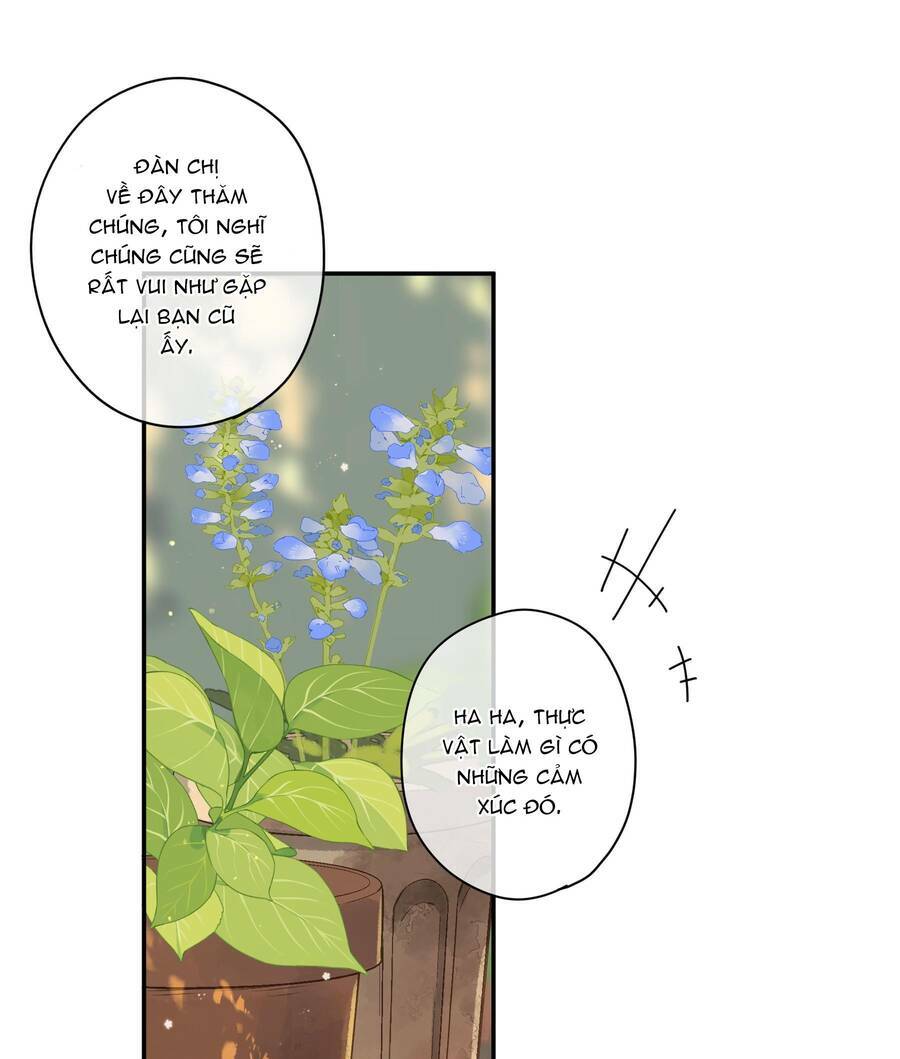 ĐÀN CHỊ
VỀ ĐÂY THĂM
CHÚNG, TÔI NGHĨ
CHÚNG CŨNG SẼ
RẤT VUI NHƯ GẶP
LẠI BẠN CŨ
ẤY.
HA HA, THỰC
VẬT LÀM GÌ CÓ
NHỮNG CẢM
XÚC ĐÓ.